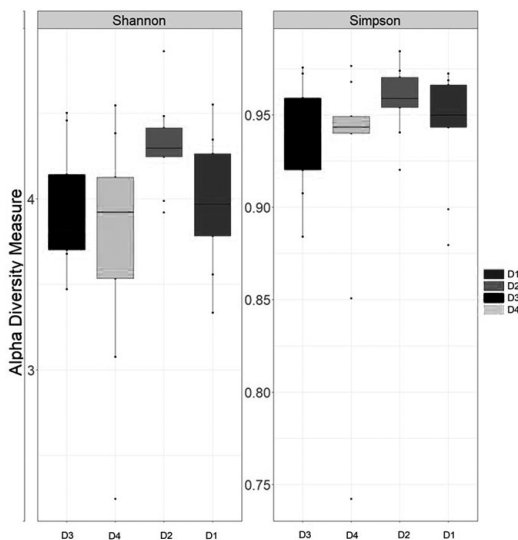 Shannon
Simpson
Alpha Diversity Measure
4
3
0.95
0.90
0.85
0.80
0.75
D3 D4 D2 D1
D3 D4 D2 D1
D1
D2
D3
D4